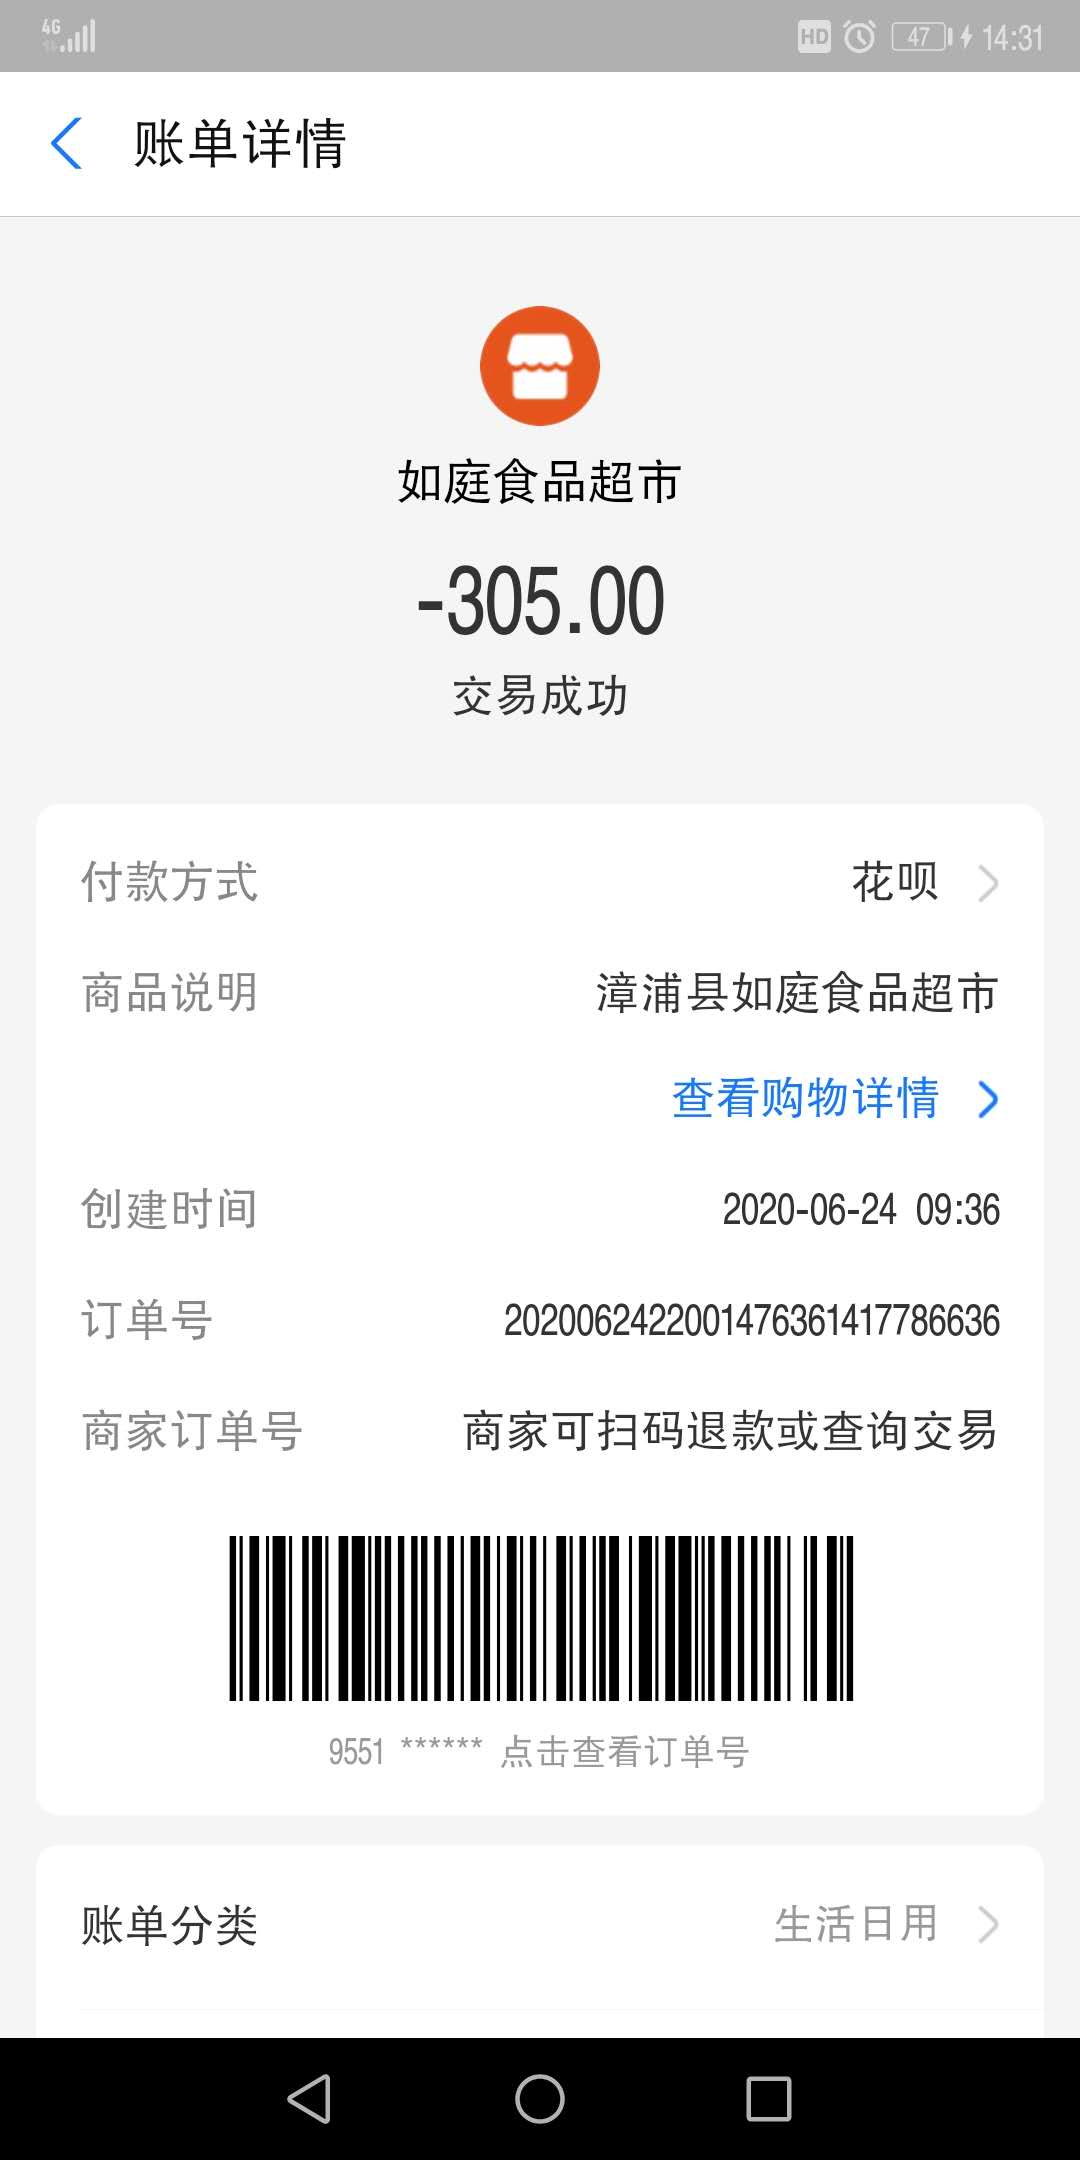 4G HD 47 14:31
账单详情
如庭食品超市
-305.00
交易成功
付款方式 花呗
商品说明 漳浦县如庭食品超市
查看购物详情
创建时间 2020-06-24 09:36
订单号 2020062422001476361417786636
商家订单号 商家可扫码退款或查询交易
9551 ****** 点击查看订单号
账单分类 生活日用